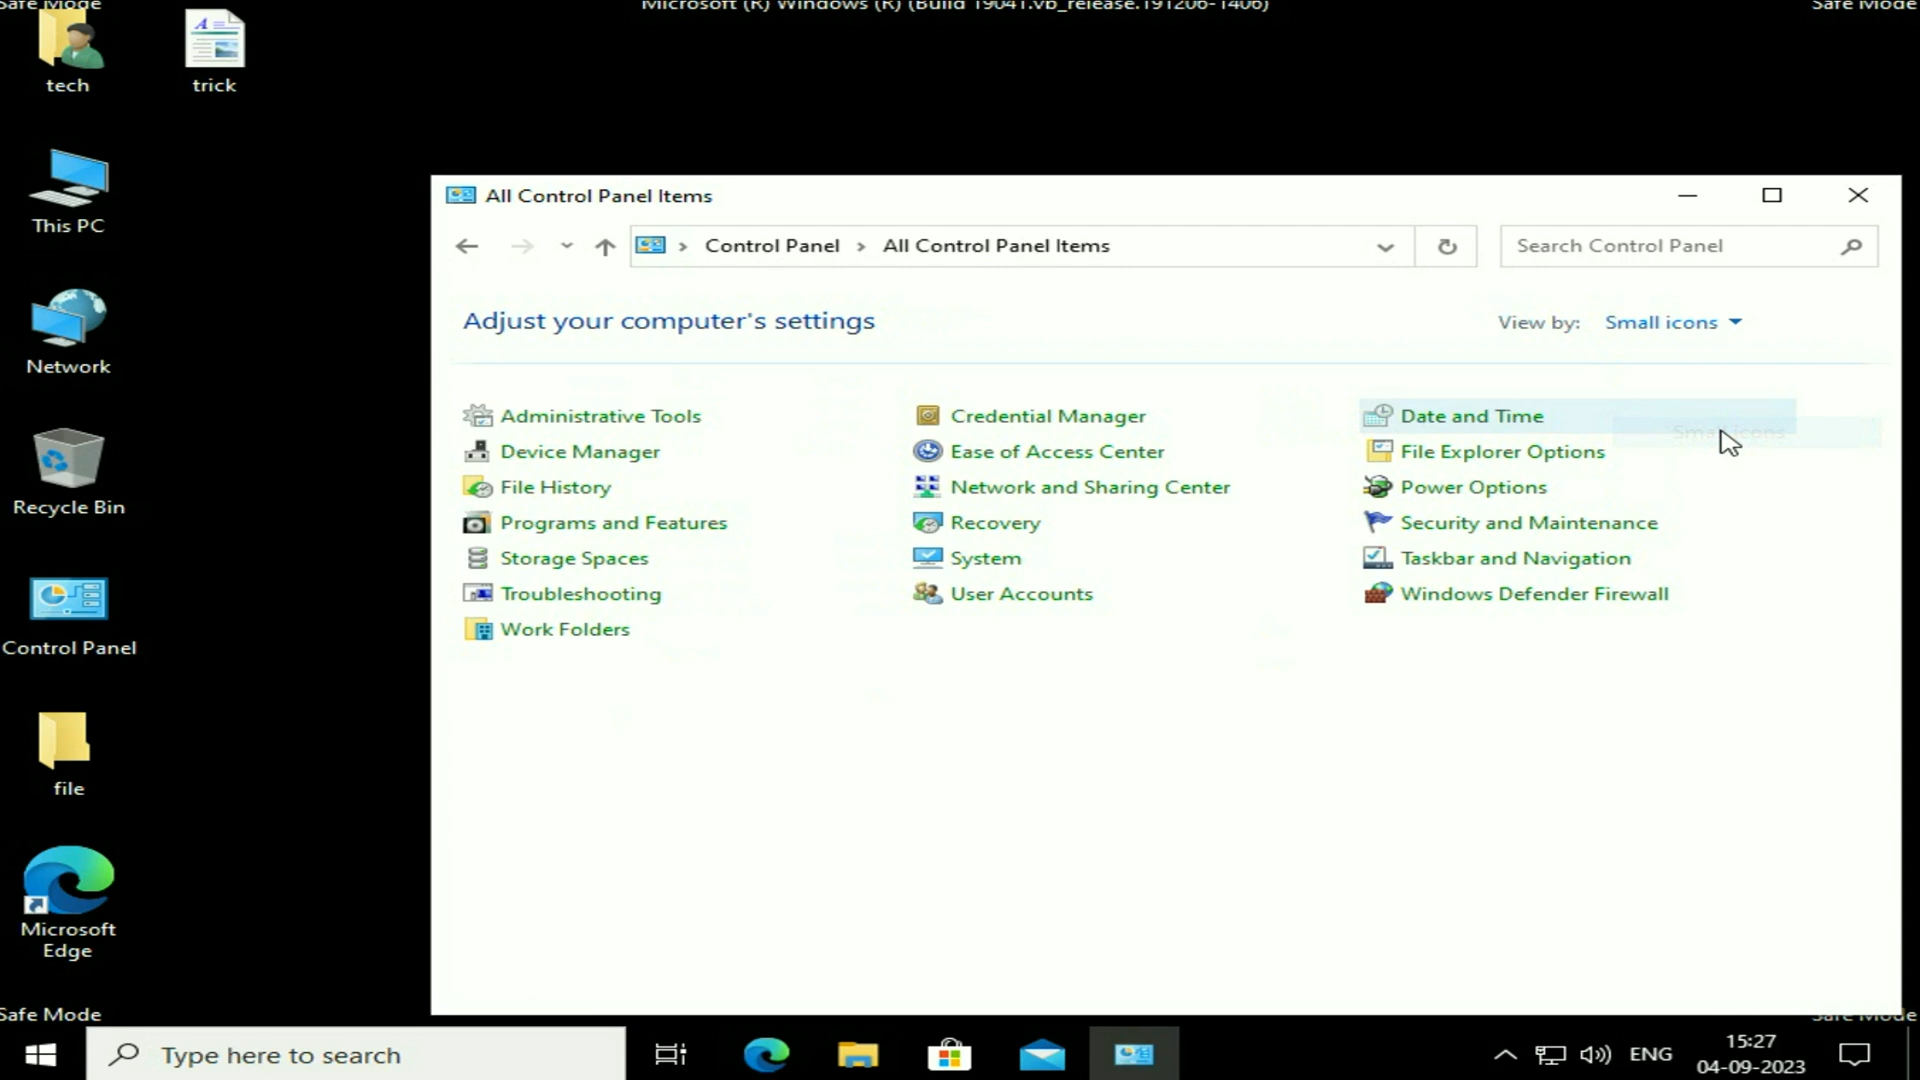 Safe Mode
Microsoft (R) Windows (R) (Build 19041.vb_release.191206-1406)
Safe Mode
tech
trick
This PC
Network
Recycle Bin
Control Panel
file
Microsoft
Edge
All Control Panel Items
Control Panel
All Control Panel Items
Search Control Panel
Adjust your computer's settings
View by:
Small icons
Administrative Tools
Credential Manager
Date and Time
Small icons
Device Manager
Ease of Access Center
File Explorer Options
File History
Network and Sharing Center
Power Options
Programs and Features
Recovery
Security and Maintenance
Storage Spaces
System
Taskbar and Navigation
Troubleshooting
User Accounts
Windows Defender Firewall
Work Folders
Safe Mode
Safe Mode
Type here to search
ENG
15:27
04-09-2023